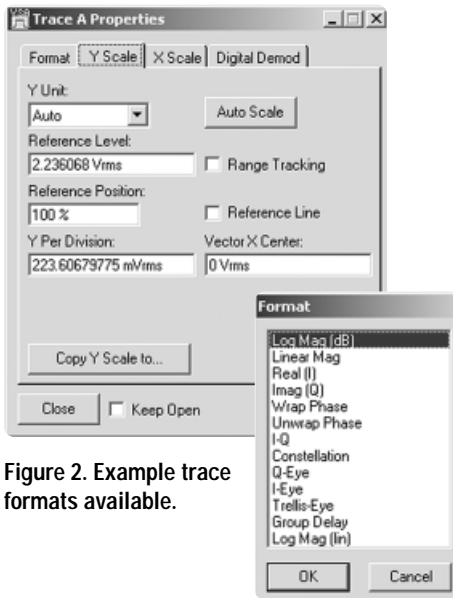 Trace A Properties
Format Y Scale X Scale Digital Demod
Y Unit:
Auto
Auto Scale
Reference Level:
2.236068 Vrms
Range Tracking
Reference Position:
100 %
Reference Line
Y Per Division:
Vector X Center:
223.60679775 mVrms
0 Vrms
Copy Y Scale to...
Close
Keep Open
Format
Log Mag (dB)
Linear Mag
Real (I)
Imag (Q)
Wrap Phase
Unwrap Phase
I-Q
Constellation
Q-Eye
I-Eye
Trellis-Eye
Group Delay
Log Mag (lin)
OK
Cancel
Figure 2. Example trace
formats available.